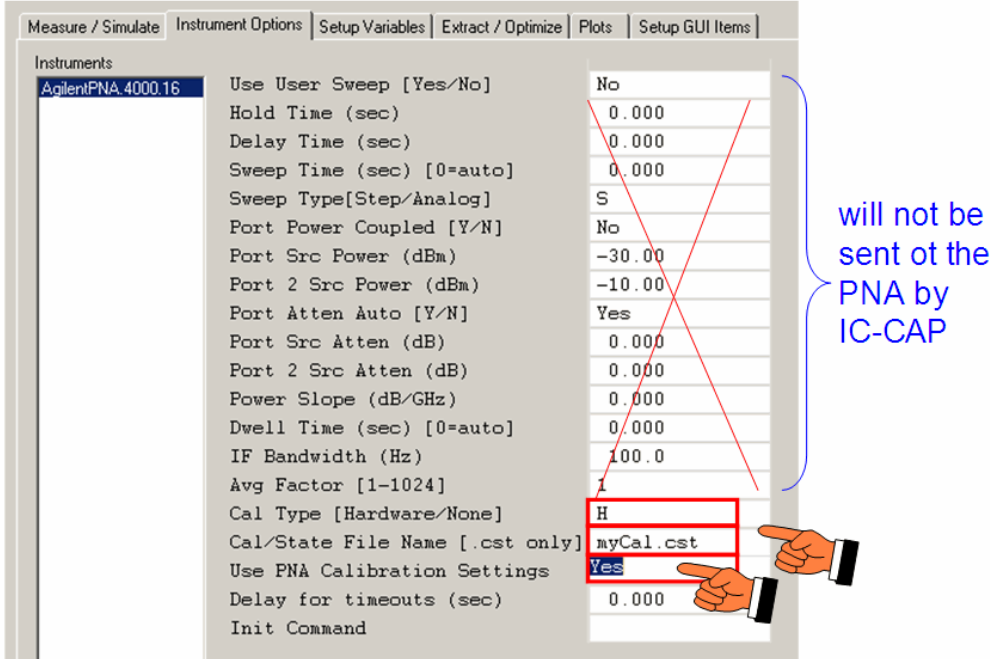 Measure / Simulate Instrument Options Setup Variables Extract / Optimize Plots Setup GUI Items
Instruments
AgilentPNA.4000.16
Use User Sweep [Yes/No] No
Hold Time (sec) 0.000
Delay Time (sec) 0.000
Sweep Time (sec) [0=auto] 0.000
Sweep Type[Step/Analog] S
Port Power Coupled [Y/N] No
Port Src Power (dBm) -30.00
Port 2 Src Power (dBm) -10.00
Port Atten Auto [Y/N] Yes
Port Src Atten (dB) 0.000
Port 2 Src Atten (dB) 0.000
Power Slope (dB/GHz) 0.000
Dwell Time (sec) [0=auto] 0.000
IF Bandwidth (Hz) 100.0
Avg Factor [1-1024] 1
Cal Type [Hardware/None] H
Cal/State File Name [.cst only] myCal.cst
Use PNA Calibration Settings Yes
Delay for timeouts (sec) 0.000
Init Command
will not be
sent ot the
PNA by
IC-CAP